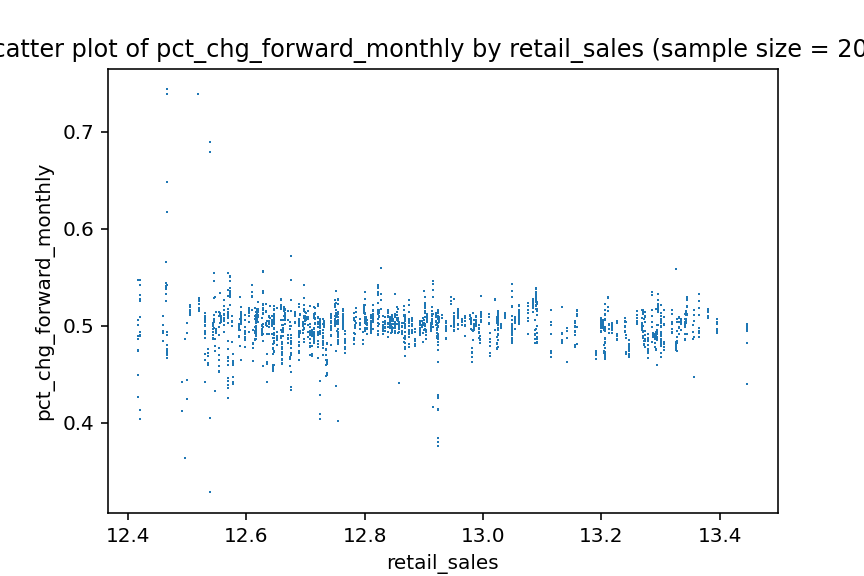 catter plot of pct_chg_forward_monthly by retail_sales (sample size = 20
0.7
0.6
0.5
0.4
pct_chg_forward_monthly
12.4 12.6 12.8 13.0 13.2 13.4
retail_sales